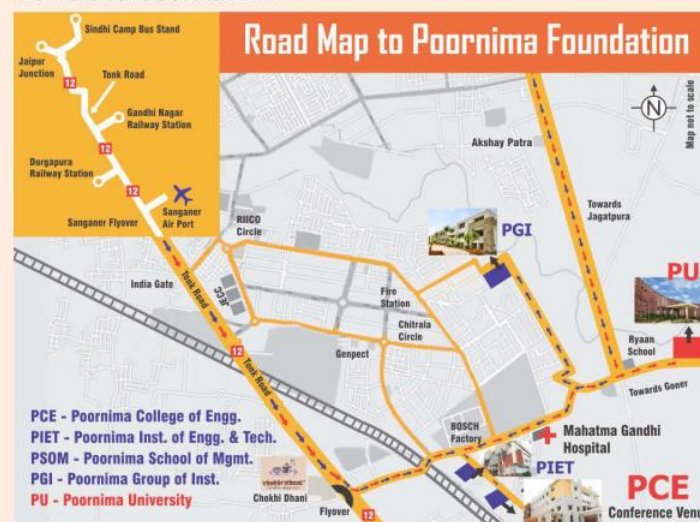 Road Map to Poornima Foundation
Sindhi Camp Bus Stand
Jaipur
Junction
12
Tonk Road
Gandhi Nagar
Railway Station
12
Durgapura
Railway Station
12
Sanganer Flyover
Sanganer
Air Port
N
Map not to scale
Akshay Patra
Towards
Jagatpura
RIICO
Circle
PGI
PU
India Gate
JECC
Tonk Road
Fire
Station
Chitrala
Circle
Ryaan
School
12
Genpect
Tonk Road
Towards Goner
BOSCH
Factory
Mahatma Gandhi
Hospital
PIET
PCE
Conference Venu
PCE - Poornima College of Engg.
PIET - Poornima Inst. of Engg. & Tech.
PSOM - Poornima School of Mgmt.
PGI - Poornima Group of Inst.
PU - Poornima University
Chokhi Dhani
Flyover
12